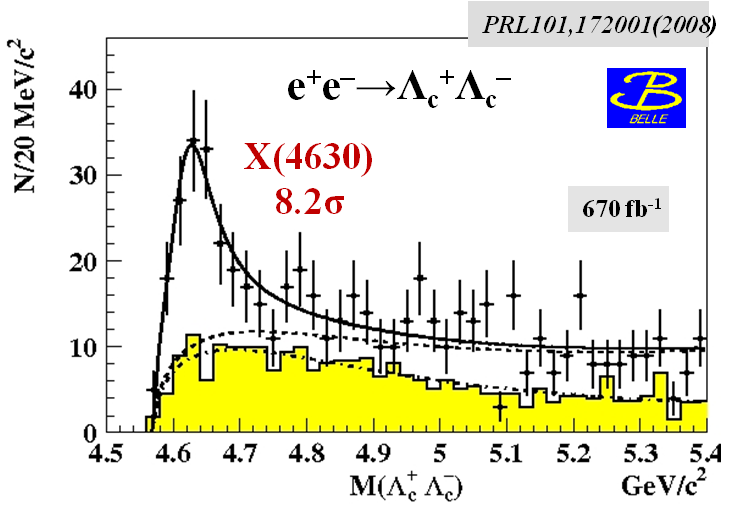 PRL101,172001(2008)
N/20 MeV/c²
40
30
20
10
0
e⁺e⁻→Λc⁺Λc⁻
BELLE
X(4630)
8.2σ
670 fb⁻¹
4.5 4.6 4.7 4.8 4.9 5 5.1 5.2 5.3 5.4
M(Λc⁺ Λc⁻) GeV/c²